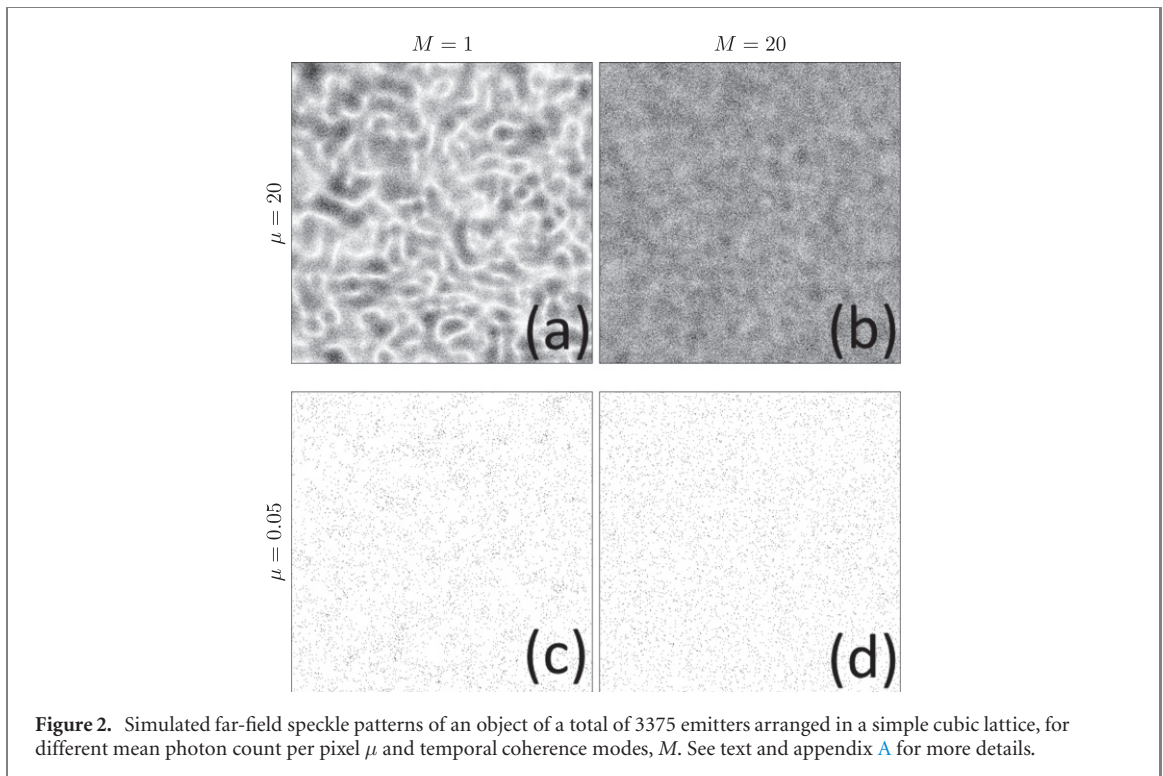 M = 1
M = 20
μ = 20
(a)
(b)
μ = 0.05
(c)
(d)
Figure 2. Simulated far-field speckle patterns of an object of a total of 3375 emitters arranged in a simple cubic lattice, for
different mean photon count per pixel μ and temporal coherence modes, M. See text and appendix A for more details.